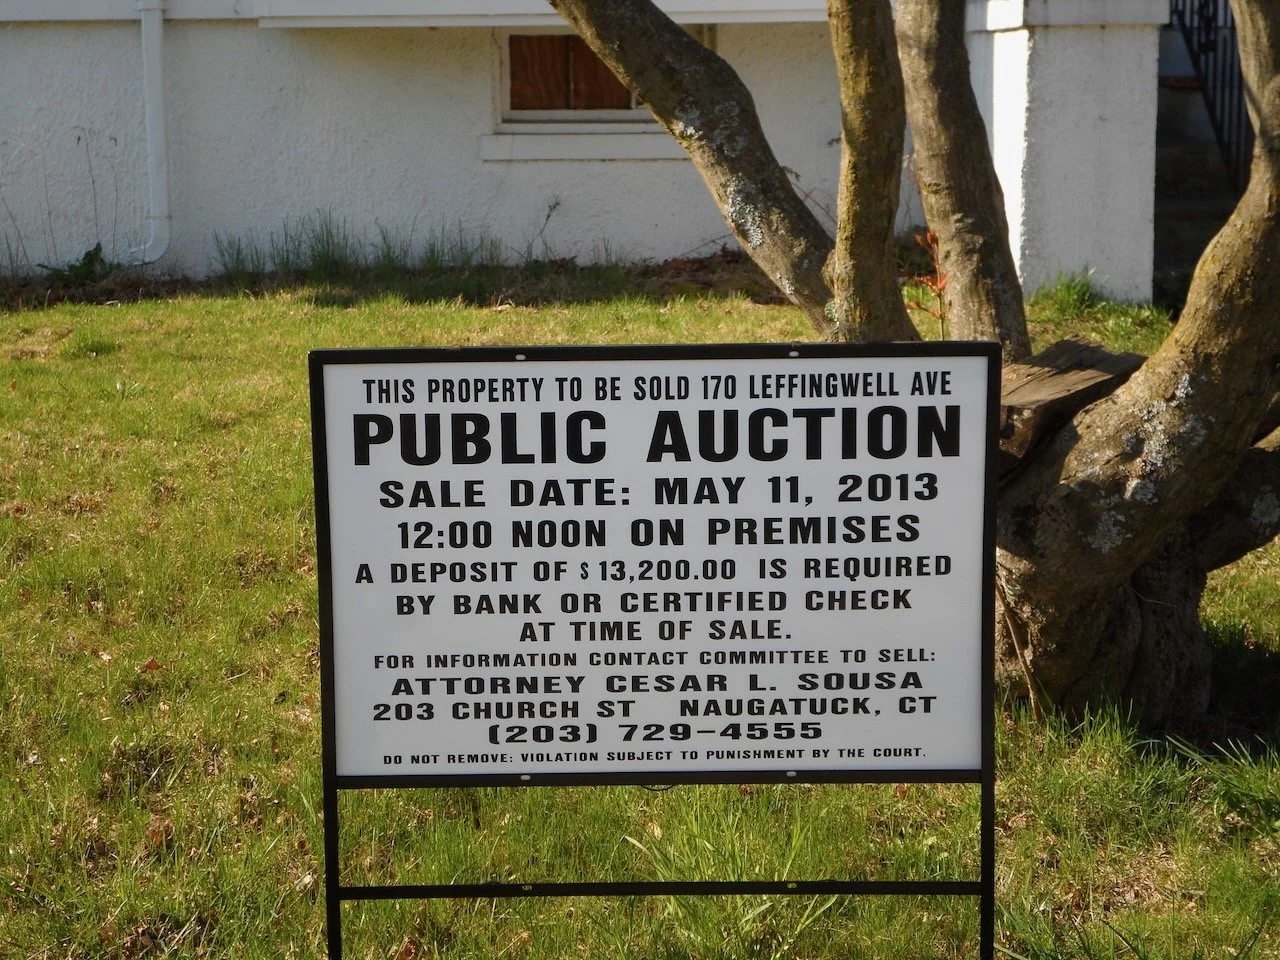 THIS PROPERTY TO BE SOLD 170 LEFFINGWELL AVE
PUBLIC AUCTION
SALE DATE: MAY 11, 2013
12:00 NOON ON PREMISES
A DEPOSIT OF $13,200.00 IS REQUIRED
BY BANK OR CERTIFIED CHECK
AT TIME OF SALE.
FOR INFORMATION CONTACT COMMITTEE TO SELL:
ATTORNEY CESAR L. SOUSA
203 CHURCH ST NAUGATUCK, CT
(203) 729-4555
DO NOT REMOVE: VIOLATION SUBJECT TO PUNISHMENT BY THE COURT.